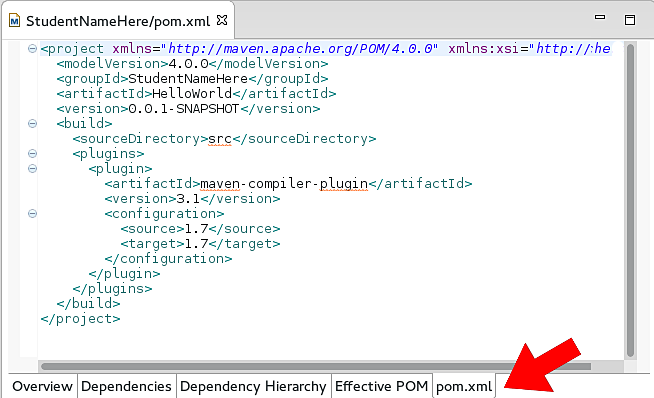 StudentNameHere/pom.xml
<project xmlns="http://maven.apache.org/POM/4.0.0" xmlns:xsi="http://
<modelVersion>4.0.0</modelVersion>
<groupId>StudentNameHere</groupId>
<artifactId>HelloWorld</artifactId>
<version>0.0.1-SNAPSHOT</version>
<build>
<sourceDirectory>src</sourceDirectory>
<plugins>
<plugin>
<artifactId>maven-compiler-plugin</artifactId>
<version>3.1</version>
<configuration>
<source>1.7</source>
<target>1.7</target>
</configuration>
</plugin>
</plugins>
</build>
</project>
Overview Dependencies Dependency Hierarchy Effective POM pom.xml